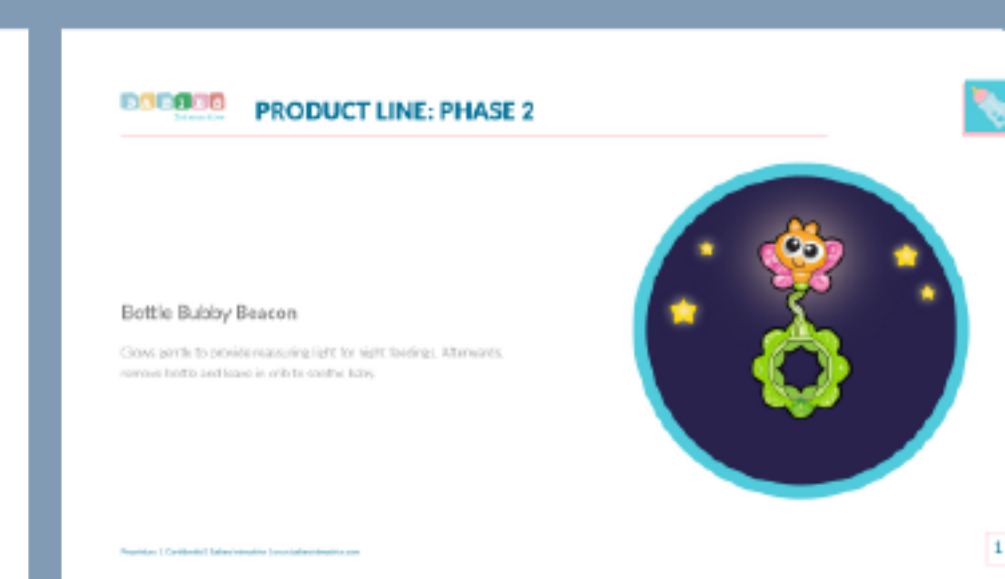 PRODUCT LINE: PHASE 2
Bottle Bubby Beacon
Glows gentle to provide reassuring light for night feedings. Afterwards,
remove bottle and leave in crib to soothe baby.
1